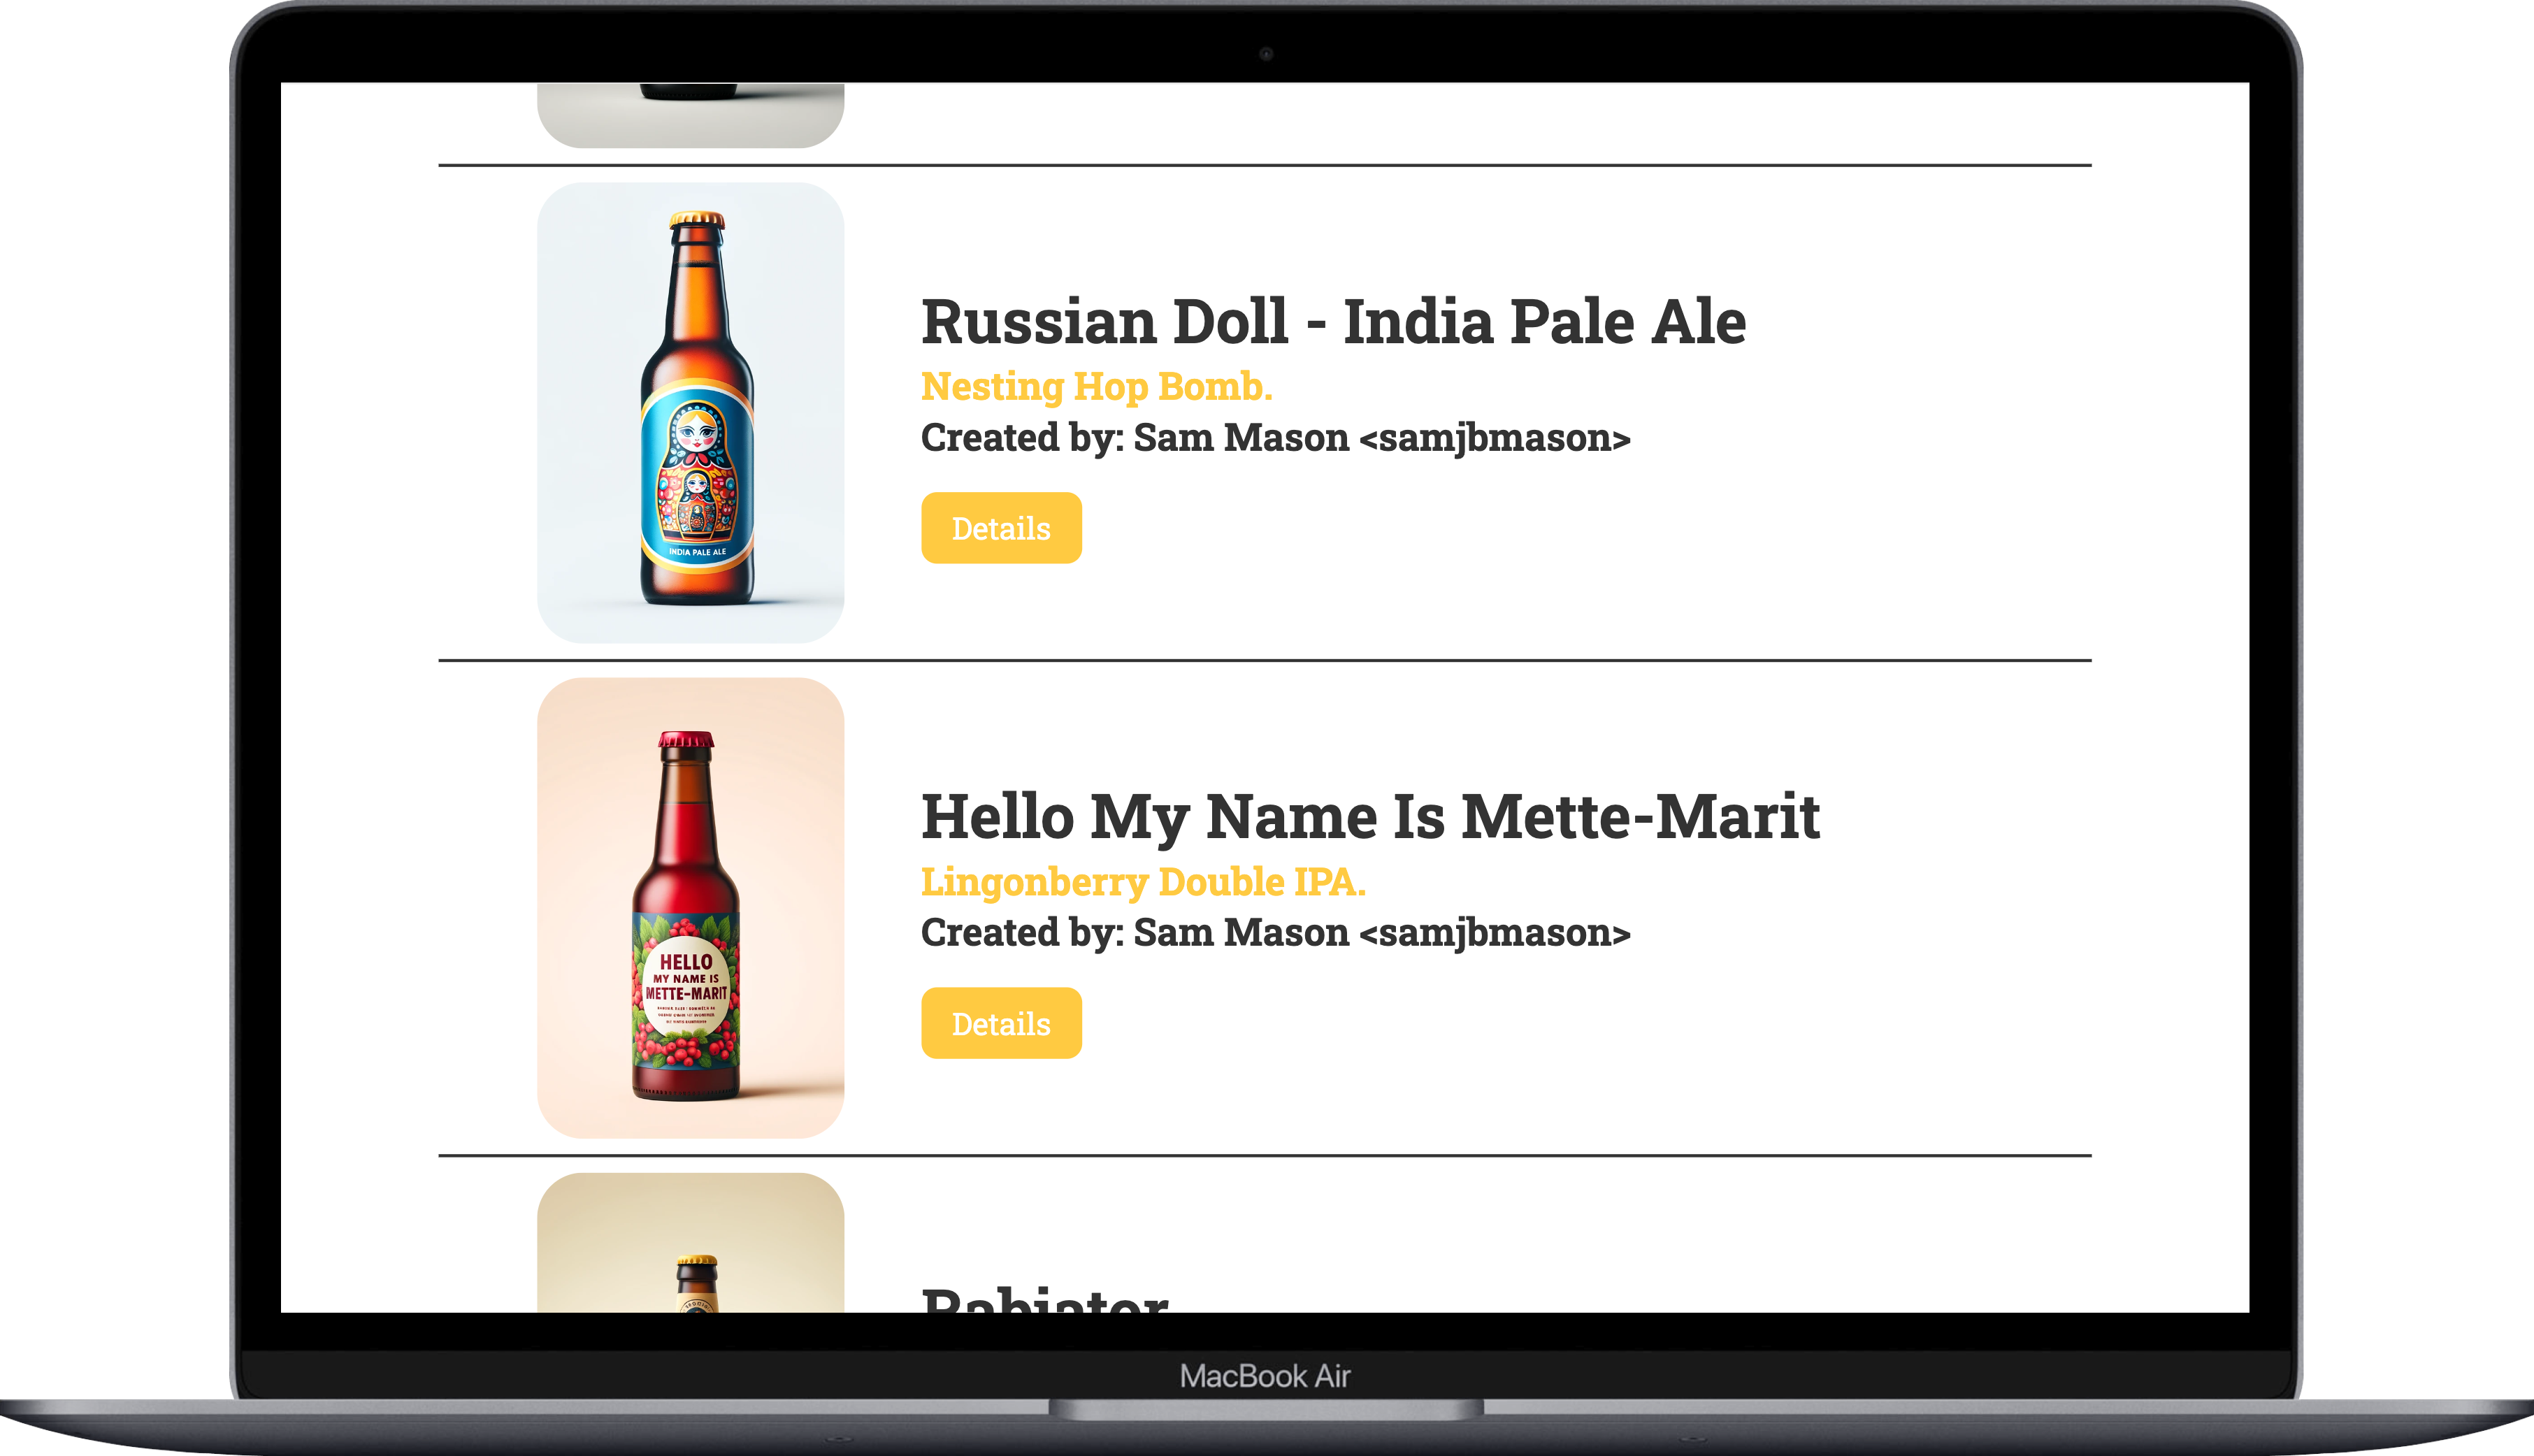 Russian Doll - India Pale Ale
Nesting Hop Bomb.
Created by: Sam Mason <samjbmason>
Details
INDIA PALE ALE
Hello My Name Is Mette-Marit
Lingonberry Double IPA.
Created by: Sam Mason <samjbmason>
Details
HELLO
MY NAME IS
METTE-MARIT
Rabiator
MacBook Air